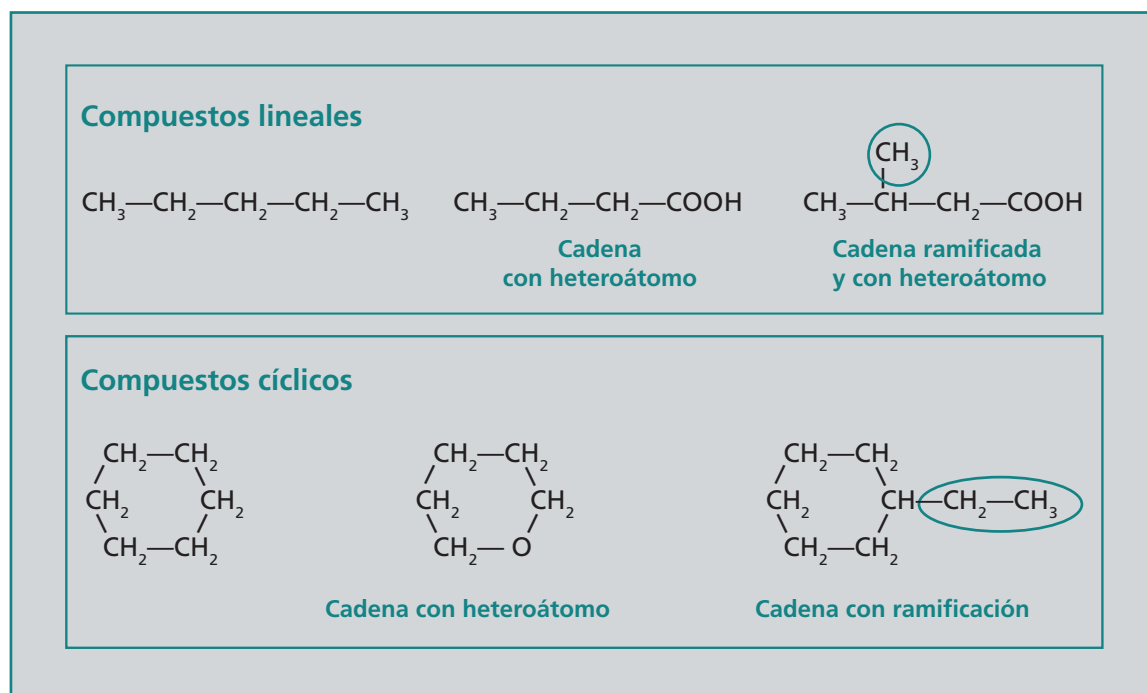 Compuestos lineales
CH₃
CH₃—CH₂—CH₂—CH₂—CH₃ CH₃—CH₂—CH₂—COOH CH₃—CH—CH₂—COOH
Cadena Cadena ramificada
con heteroátomo y con heteroátomo
Compuestos cíclicos
CH₂—CH₂ CH₂—CH₂ CH₂—CH₂
CH₂ CH₂ CH₂ CH₂ CH₂ CH—CH₂—CH₃
CH₂—CH₂ CH₂—O CH₂—CH₂
Cadena con heteroátomo Cadena con ramificación